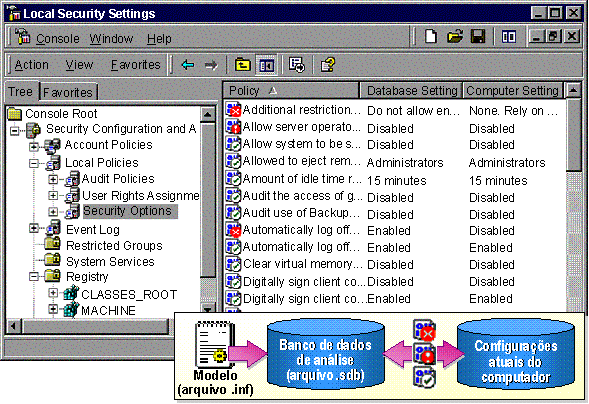 Local Security Settings
Console Window Help
Action View Favorites
Tree Favorites
Policy Database Setting Computer Setting
Console Root
Security Configuration and A
Account Policies
Local Policies
Audit Policies
User Rights Assignme
Security Options
Event Log
Restricted Groups
System Services
Registry
CLASSES_ROOT
MACHINE
Additional restriction... Do not allow en... None. Rely on ...
Allow server operato... Disabled Disabled
Allow system to be s... Disabled Disabled
Allowed to eject rem... Administrators Administrators
Amount of idle time r... 15 minutes 15 minutes
Audit the access of g... Disabled Disabled
Audit use of Backup... Disabled Disabled
Automatically log off... Enabled Disabled
Automatically log off... Enabled Enabled
Clear virtual memory... Disabled Disabled
Digitally sign client co... Disabled Disabled
Digitally sign client co... Enabled Enabled
Modelo
(arquivo .inf)
Banco de dados
de análise
(arquivo .sdb)
Configurações
atuais do
computador